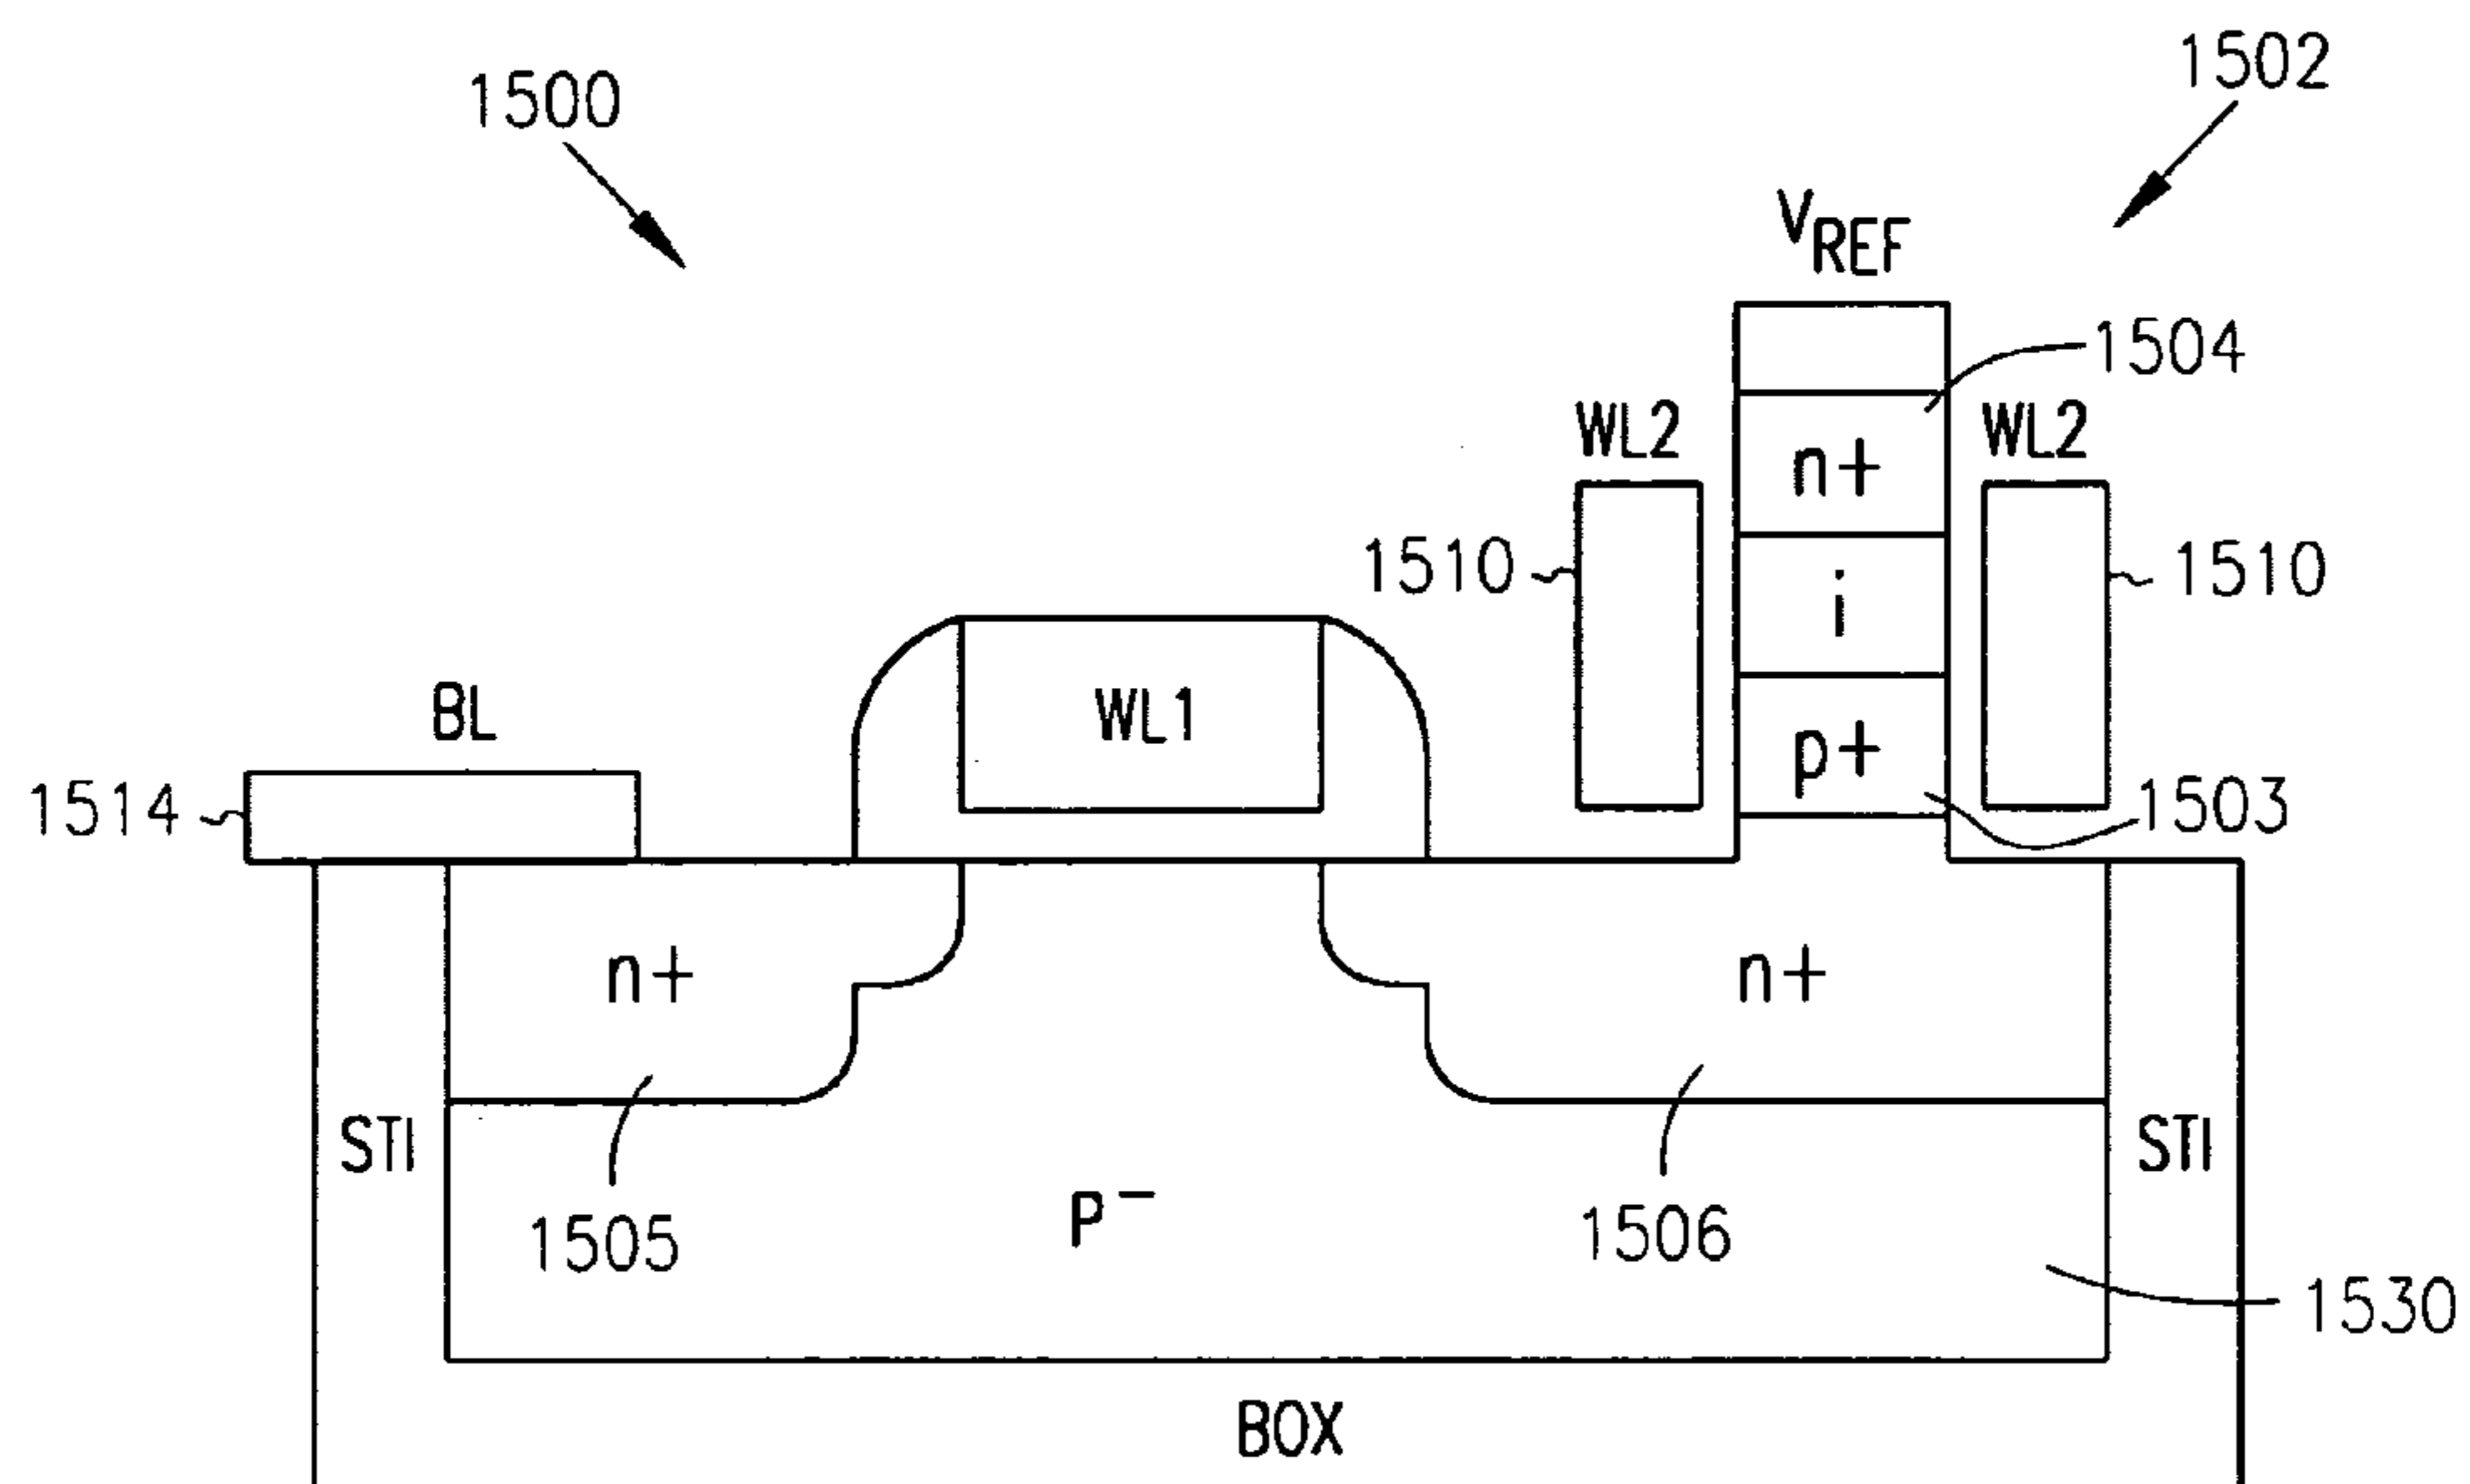 1502
1500
VREF
1504
WL2
WL2
n+
1510
i
1510
BL
WL1
p+
1514
1503
n+
n+
STI
STI
P−
1505
1506
1530
BOX